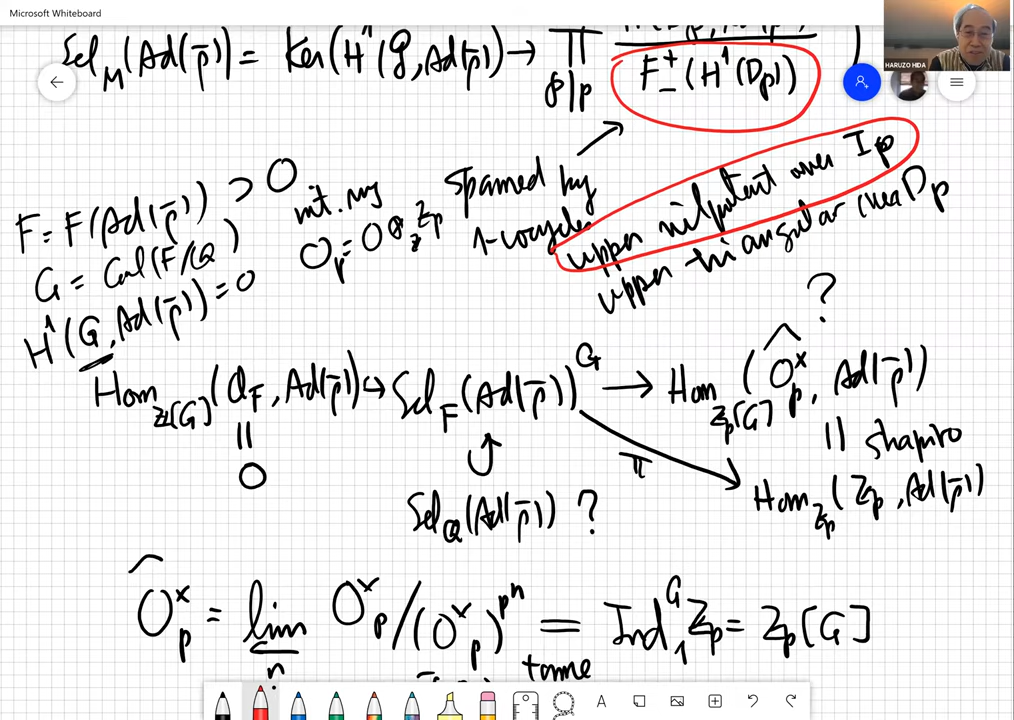 Microsoft Whiteboard
HARUZO HIDA
Sel_M(Ad(ρ̄)) = Ker(H^1(𝒢, Ad(ρ̄)) → ∏_{𝔭|p}
F_-^+(H^1(D_p))
spanned by
1-cocycles
upper nilpotent over I_p
upper triangular over D_p
F = F(Ad(ρ̄)) > O int. ring
G = Gal(F/Q)
O_p = O ⊗_Z Z_p
H^1(G, Ad(ρ̄)) = 0
?
Hom_{Z[G]}(Cl_F, Ad(ρ̄)) ↪ Sel_F(Ad(ρ̄))^G → Hom_{Z_p[G]}(Ô_p^×, Ad(ρ̄))
|| || Shapiro
0 π
Sel_Q(Ad(ρ̄)) ? Hom_{Z_p}(Z_p, Ad(ρ̄))
Ô_p^× = lim_n O_p^×/(O_p^×)^{p^n} = Ind_1^G Z_p = Z_p[G]
tame
A